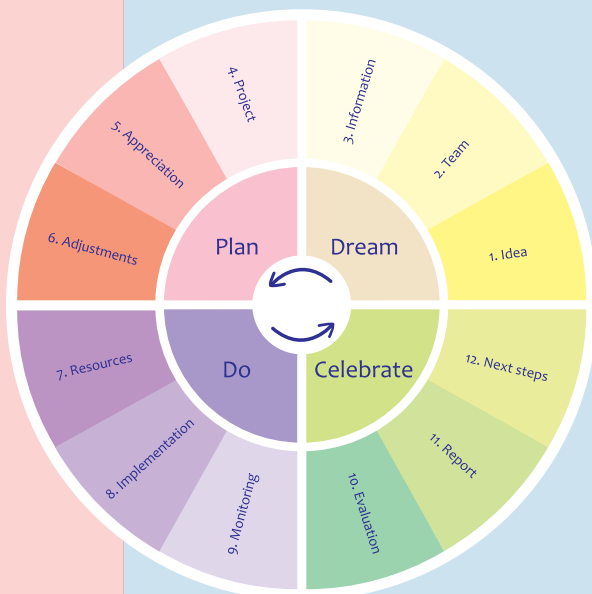 Dream
1. Idea
2. Team
3. Information
Plan
4. Project
5. Appreciation
6. Adjustments
Do
7. Resources
8. Implementation
9. Monitoring
Celebrate
10. Evaluation
11. Report
12. Next steps